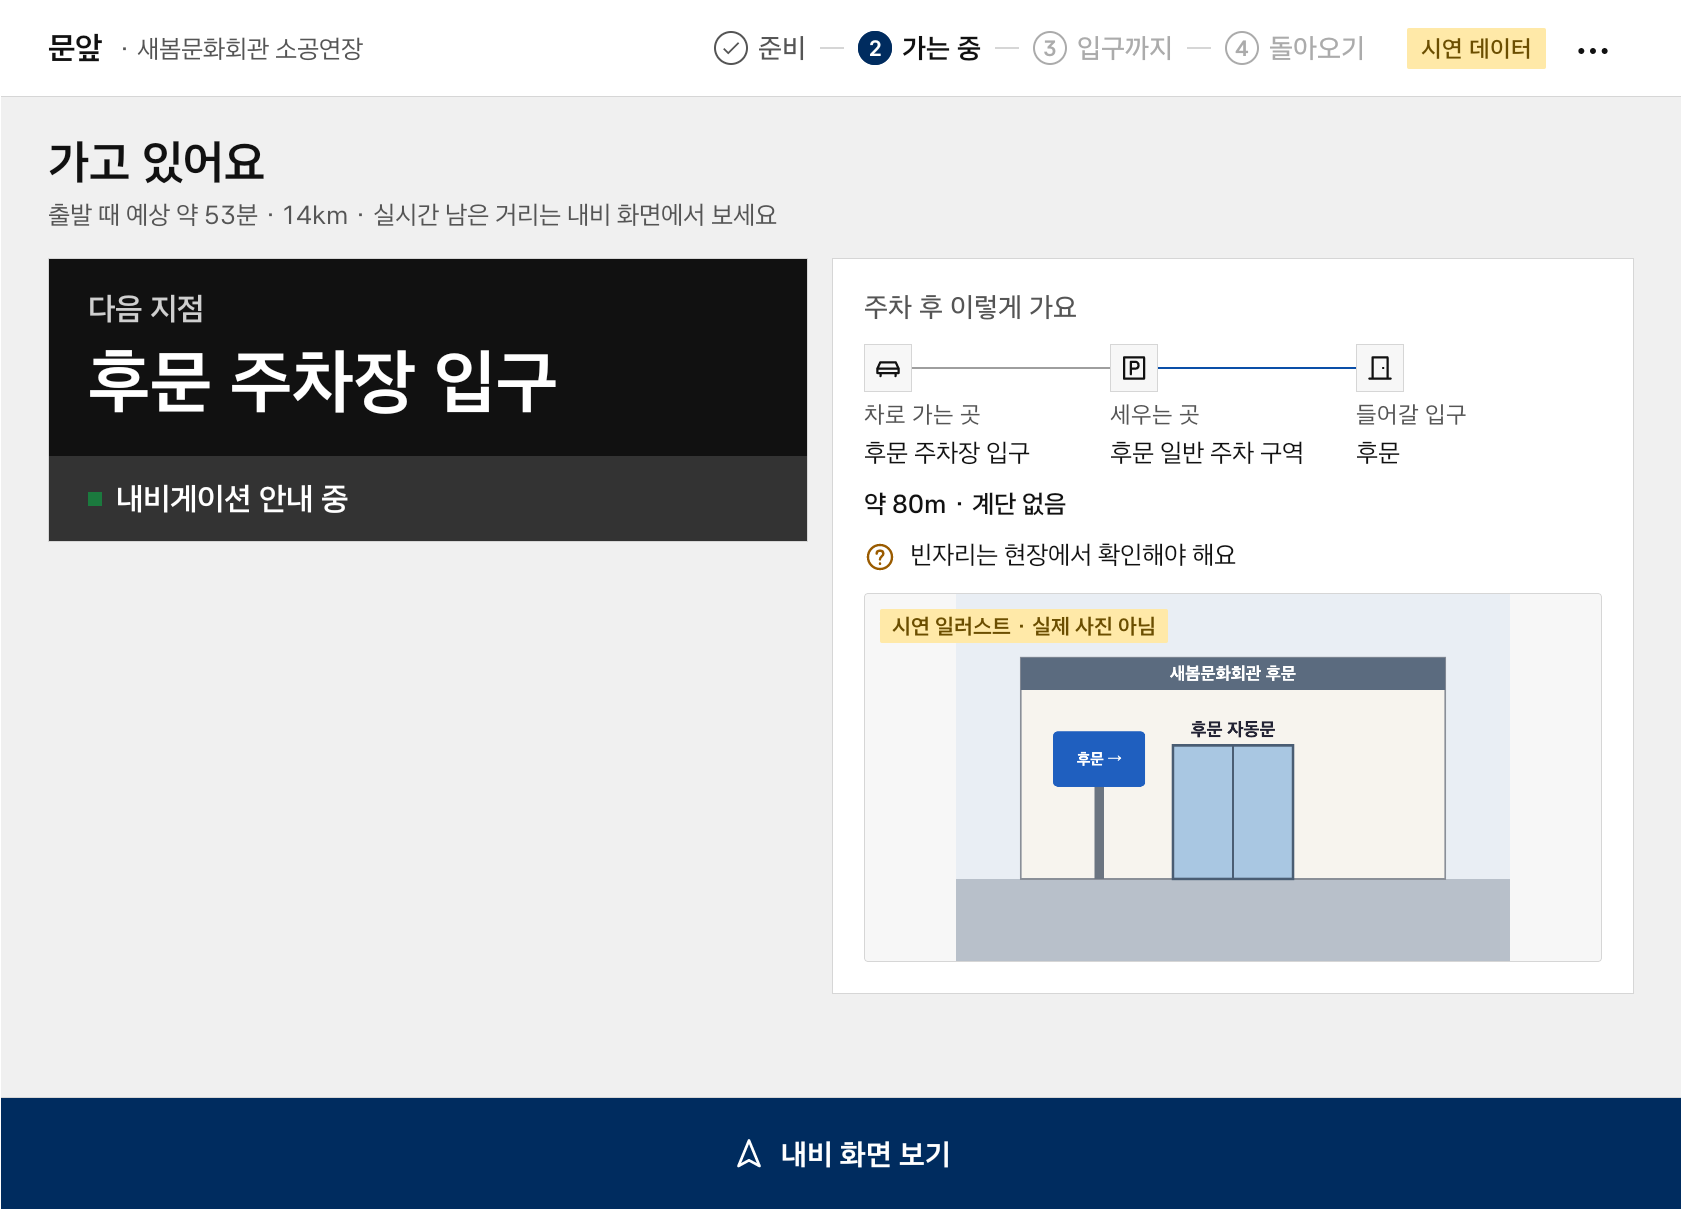 문앞 · 새봄문화회관 소공연장
준비 2 가는 중 3 입구까지 4 돌아오기
시연 데이터
가고 있어요
출발 때 예상 약 53분 · 14km · 실시간 남은 거리는 내비 화면에서 보세요
다음 지점
후문 주차장 입구
내비게이션 안내 중
주차 후 이렇게 가요
P
차로 가는 곳 세우는 곳 들어갈 입구
후문 주차장 입구 후문 일반 주차 구역 후문
약 80m · 계단 없음
? 빈자리는 현장에서 확인해야 해요
시연 일러스트 · 실제 사진 아님
새봄문화회관 후문
후문 자동문
후문 →
내비 화면 보기